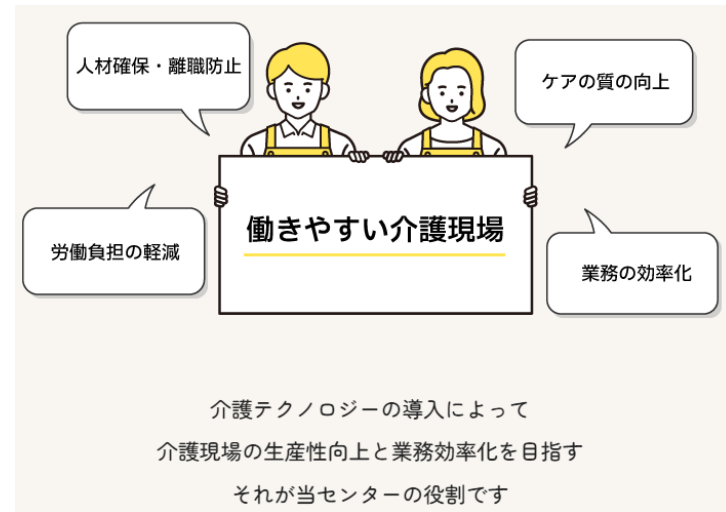 人材確保・離職防止
ケアの質の向上
働きやすい介護現場
労働負担の軽減
業務の効率化
介護テクノロジーの導入によって
介護現場の生産性向上と業務効率化を目指す
それが当センターの役割です